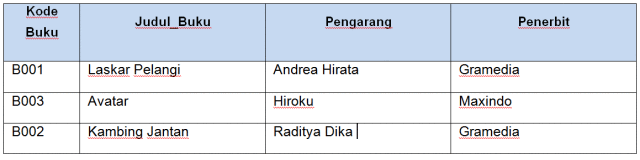 Kode Buku Judul_Buku Pengarang Penerbit
B001 Laskar Pelangi Andrea Hirata Gramedia
B003 Avatar Hiroku Maxindo
B002 Kambing Jantan Raditya Dika Gramedia